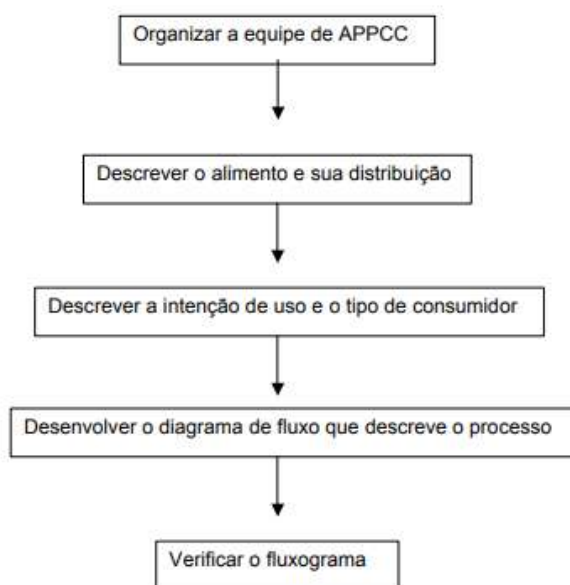 Organizar a equipe de APPCC
Descrever o alimento e sua distribuição
Descrever a intenção de uso e o tipo de consumidor
Desenvolver o diagrama de fluxo que descreve o processo
Verificar o fluxograma